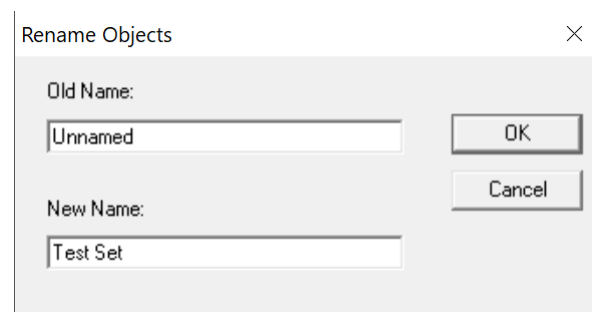 Rename Objects
Old Name:
Unnamed
OK
Cancel
New Name:
Test Set